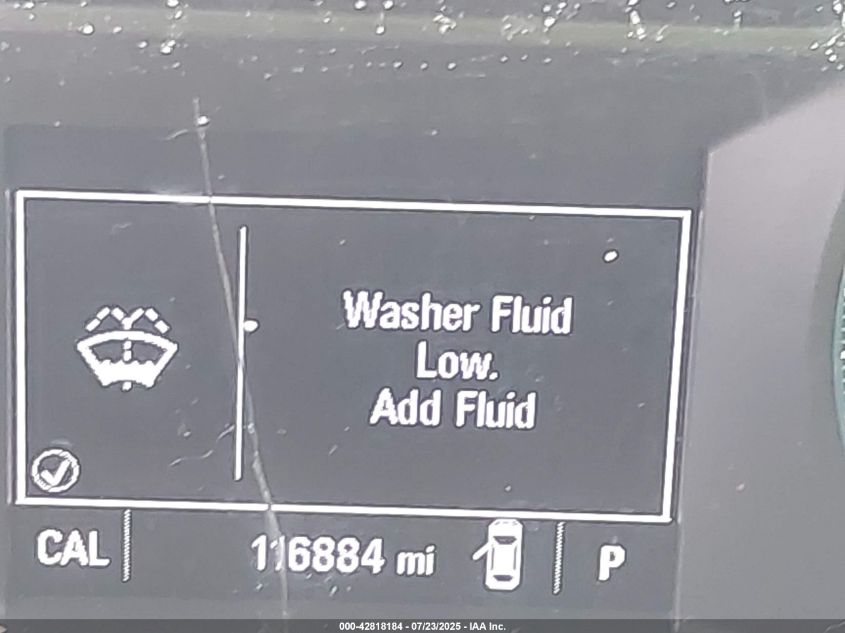 Washer Fluid
Low.
Add Fluid
CAL 116884 mi P
000-42818184 - 07/23/2025 - IAA Inc.